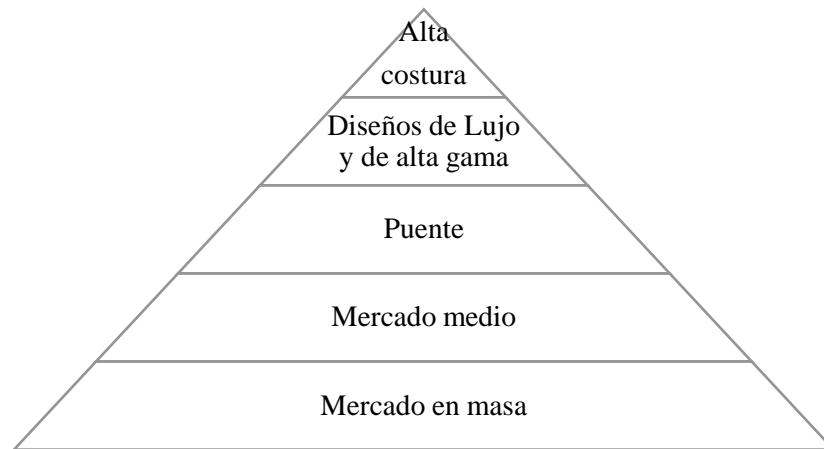 Alta
costura
Diseños de Lujo
y de alta gama
Puente
Mercado medio
Mercado en masa